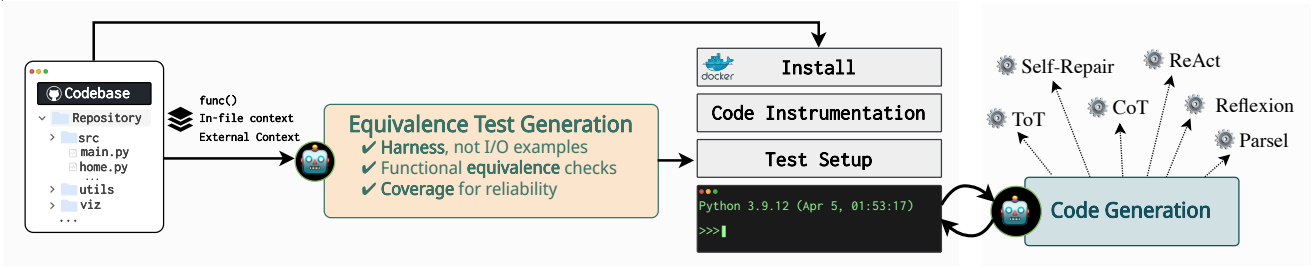 Codebase
Repository
src
main.py
home.py
...
utils
viz
...
func()
In-file context
External Context
Equivalence Test Generation
✔ Harness, not I/O examples
✔ Functional equivalence checks
✔ Coverage for reliability
docker
Install
Code Instrumentation
Test Setup
Python 3.9.12 (Apr 5, 01:53:17)
>>>
Self-Repair
ReAct
ToT
CoT
Reflexion
Parsel
Code Generation